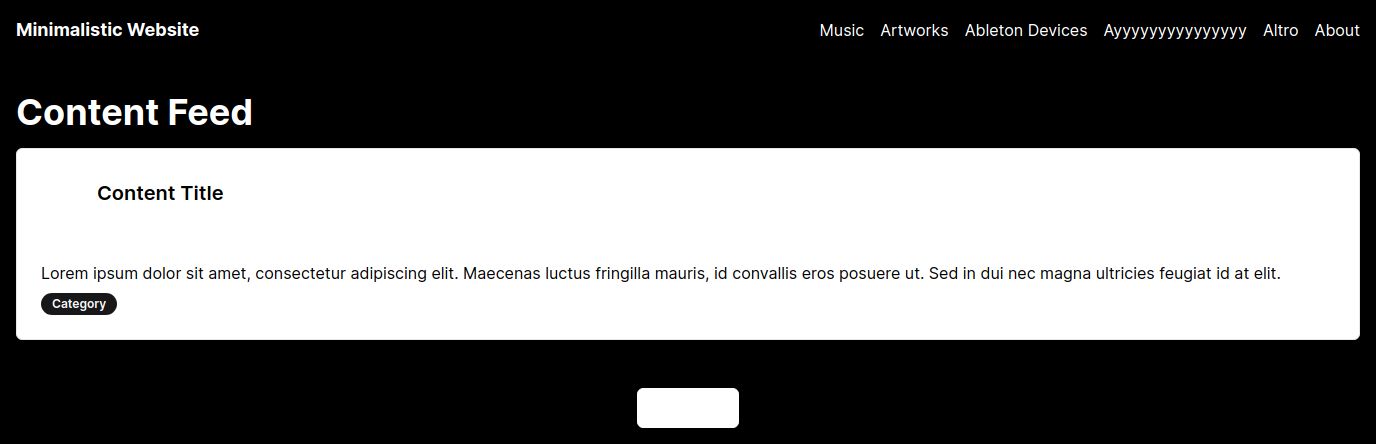 Minimalistic Website
Music Artworks Ableton Devices Ayyyyyyyyyyyyyyy Altro About
Content Feed
Content Title
Lorem ipsum dolor sit amet, consectetur adipiscing elit. Maecenas luctus fringilla mauris, id convallis eros posuere ut. Sed in dui nec magna ultricies feugiat id at elit.
Category